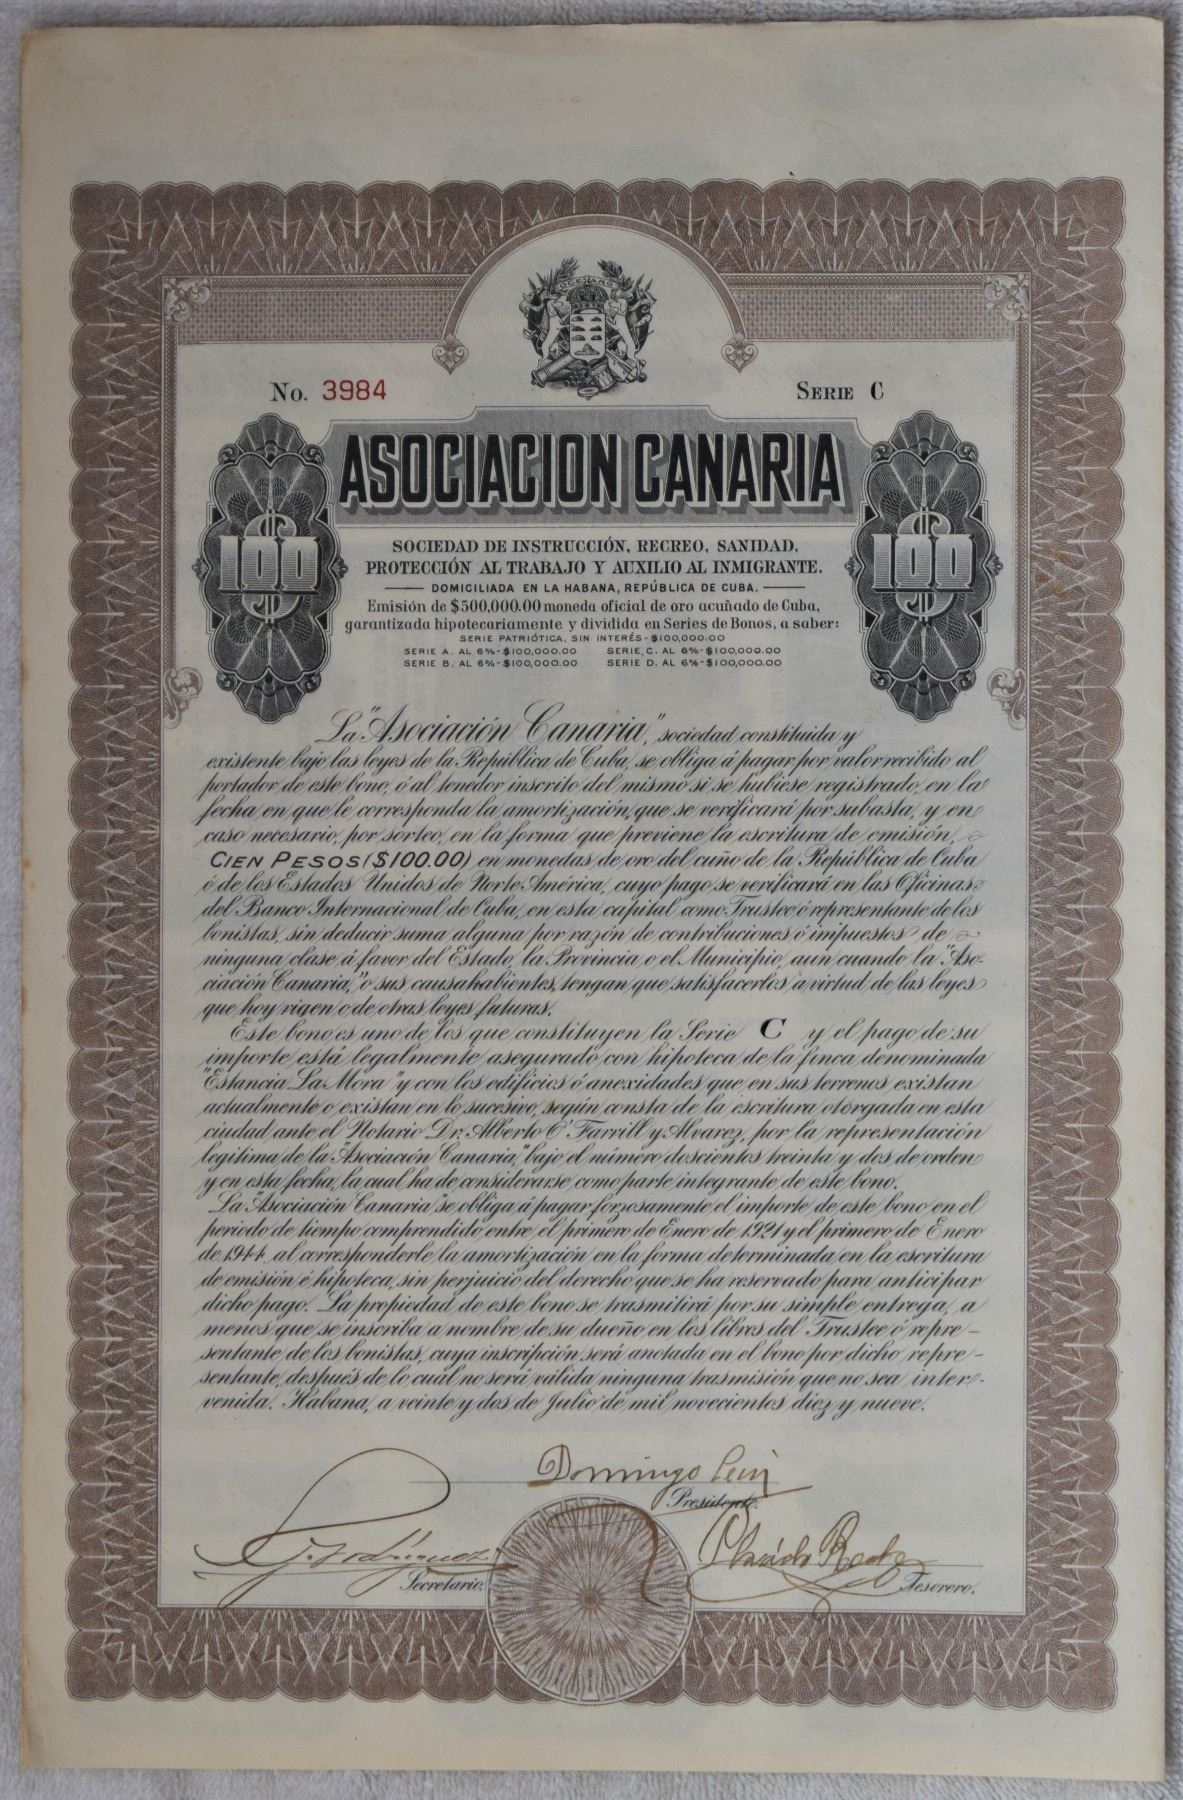 OCEANO
No. 3984
SERIE C
ASOCIACION CANARIA
$ 100
$ 100
SOCIEDAD DE INSTRUCCIÓN, RECREO, SANIDAD,
PROTECCIÓN AL TRABAJO Y AUXILIO AL INMIGRANTE.
DOMICILIADA EN LA HABANA, REPÚBLICA DE CUBA.
Emisión de $500,000.00 moneda oficial de oro acuñado de Cuba,
garantizada hipotecariamente y dividida en Series de Bonos, a saber:
SERIE PATRIÓTICA, SIN INTERÉS-$100,000.00
SERIE A. AL 6%-$100,000.00 SERIE C. AL 6%-$100,000.00
SERIE B. AL 6%-$100,000.00 SERIE D. AL 6%-$100,000.00
La "Asociación Canaria," sociedad constituida y
existente bajo las leyes de la República de Cuba, se obliga á pagar por valor recibido al
portador de este bono, ó al tenedor inscrito del mismo si se hubiese registrado, en la
fecha en que le corresponda la amortización, que se verificará por subasta, y en
caso necesario, por sorteo, en la forma que previene la escritura de emisión,
CIEN PESOS ($100.00) en monedas de oro del cuño de la República de Cuba
ó de los Estados Unidos de Norte América, cuyo pago se verificará en las Oficinas
del Banco Internacional de Cuba, en esta capital como Trustee ó representante de los
bonistas, sin deducir suma alguna por razón de contribuciones ó impuestos de
ninguna clase á favor del Estado, la Provincia o el Municipio, aun cuando la "Aso-
ciación Canaria," o sus causahabientes, tengan que satisfacerlos á virtud de las leyes
que hoy rigen o de otras leyes futuras.
Este bono es uno de los que constituyen la Serie C y el pago de su
importe está legalmente asegurado con hipoteca de la finca denominada
"Estancia La Mora" y con los edificios ó anexidades que en sus terrenos existan
actualmente o existan en lo sucesivo, según consta de la escritura otorgada en esta
ciudad ante el Notario Dr. Alberto O'Farrill y Alvarez, por la representación
legítima de la "Asociación Canaria," bajo el número doscientos treinta y dos de orden
y en esta fecha, la cual ha de considerarse como parte integrante de este bono.
La "Asociación Canaria" se obliga á pagar forzosamente el importe de este bono en el
periodo de tiempo comprendido entre el primero de Enero de 1921 y el primero de Enero
de 1944 al corresponderle la amortización en la forma determinada en la escritura
de emisión é hipoteca, sin perjuicio del derecho que se ha reservado para anticipar
dicho pago. La propiedad de este bono se trasmitirá por su simple entrega, a
menos que se inscriba a nombre de su dueño en los libros del Trustee ó repre-
sentante de los bonistas, cuya inscripción será anotada en el bono por dicho repre-
sentante, después de lo cuál no será válida ninguna trasmisión que no sea inter-
venida. Habana, a veinte y dos de Julio de mil novecientos diez y nueve.
Domingo León
Presidente.
Secretario.
Tesorero.